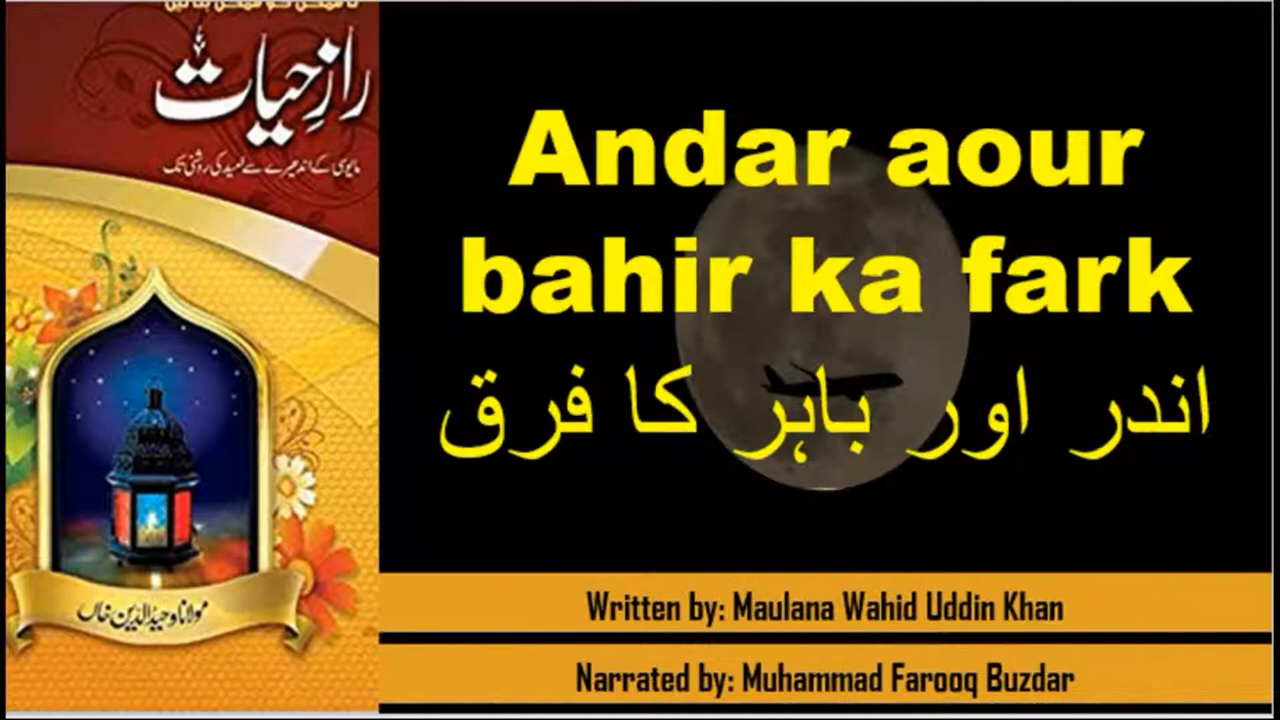 راز حیات
مایوسی کے اندھیرے سے امید کی روشنی تک
مولانا وحید الدین خاں
Andar aour
bahir ka fark
اندر اور باہر کا فرق
Written by: Maulana Wahid Uddin Khan
Narrated by: Muhammad Farooq Buzdar